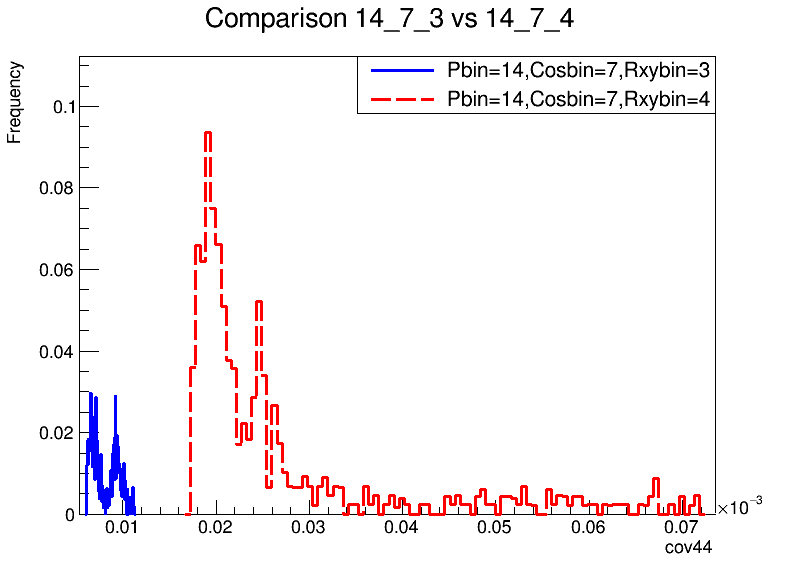 Comparison 14_7_3 vs 14_7_4
Pbin=14,Cosbin=7,Rxybin=3
Pbin=14,Cosbin=7,Rxybin=4
Frequency
0.1
0.08
0.06
0.04
0.02
0
0.01 0.02 0.03 0.04 0.05 0.06 0.07
×10⁻³
cov44